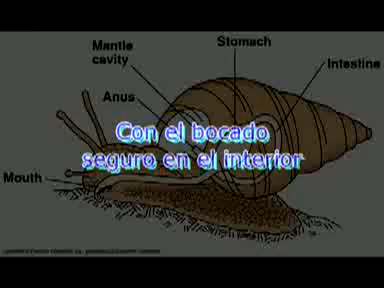 Mantle
cavity
Stomach
Intestine
Anus
Con el bocado
seguro en el interior
Mouth